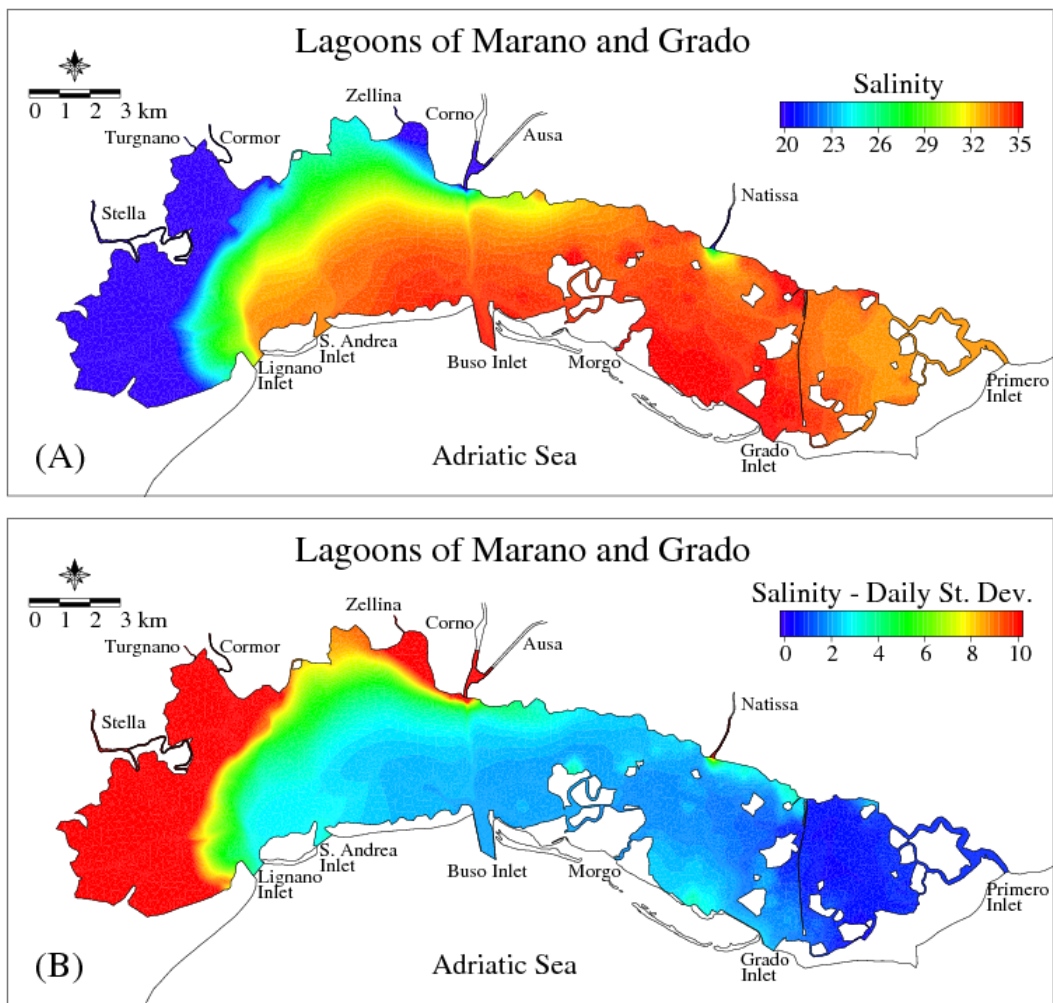 Lagoons of Marano and Grado
Salinity
20 23 26 29 32 35
0 1 2 3 km
Zellina
Corno
Ausa
Turgnano
Cormor
Stella
Natissa
S. Andrea
Inlet
Lignano
Inlet
Buso Inlet
Morgo
Primero
Inlet
Grado
Inlet
(A)
Adriatic Sea
Lagoons of Marano and Grado
Salinity - Daily St. Dev.
0 2 4 6 8 10
0 1 2 3 km
Zellina
Corno
Ausa
Turgnano
Cormor
Stella
Natissa
S. Andrea
Inlet
Lignano
Inlet
Buso Inlet
Morgo
Primero
Inlet
Grado
Inlet
(B)
Adriatic Sea